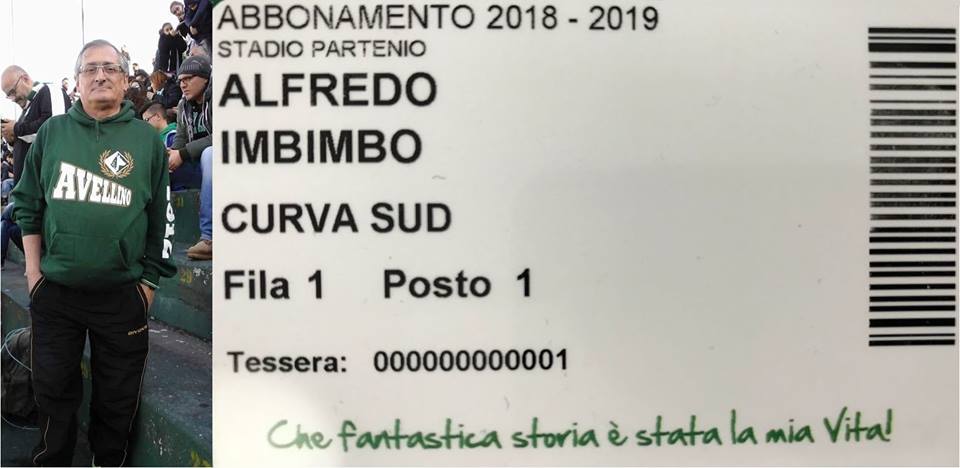 AVELLINO
ABBONAMENTO 2018 - 2019
STADIO PARTENIO
ALFREDO
IMBIMBO
CURVA SUD
Fila 1 Posto 1
Tessera: 000000000001
Che fantastica storia è stata la mia Vita!